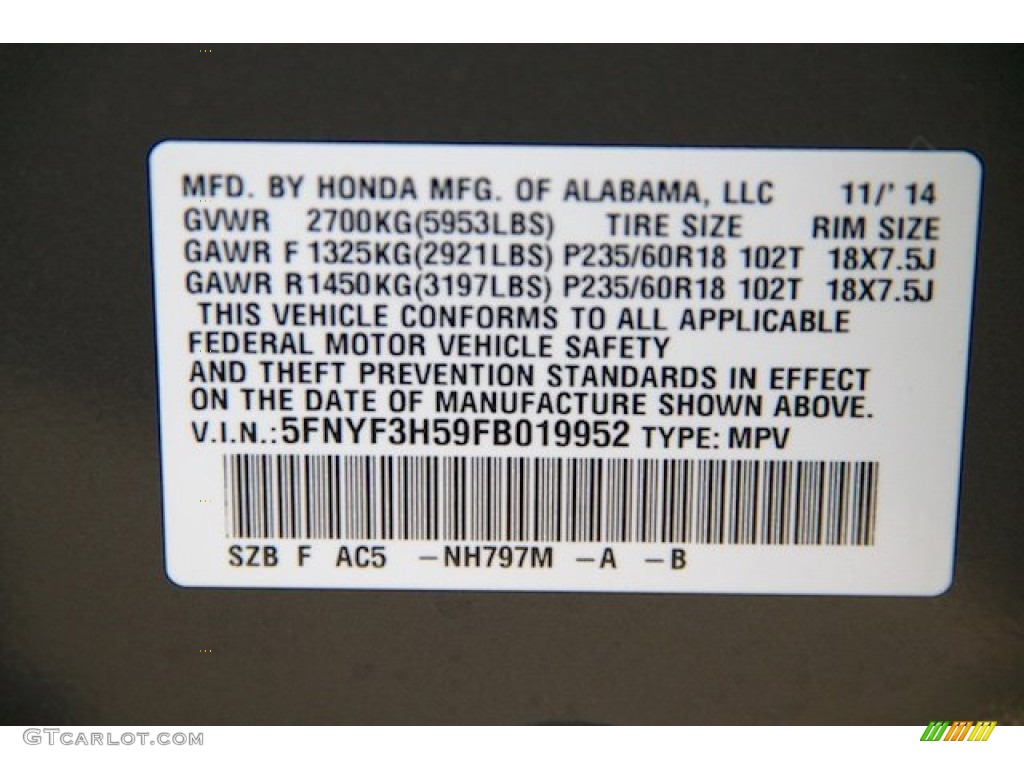 MFD. BY HONDA MFG. OF ALABAMA, LLC 11/' 14
GVWR 2700KG(5953LBS) TIRE SIZE RIM SIZE
GAWR F 1325KG(2921LBS) P235/60R18 102T 18X7.5J
GAWR R1450KG(3197LBS) P235/60R18 102T 18X7.5J
THIS VEHICLE CONFORMS TO ALL APPLICABLE
FEDERAL MOTOR VEHICLE SAFETY
AND THEFT PREVENTION STANDARDS IN EFFECT
ON THE DATE OF MANUFACTURE SHOWN ABOVE.
V.I.N.:5FNYF3H59FB019952 TYPE: MPV
SZB F AC5 –NH797M –A –B
GTCARLOT.COM